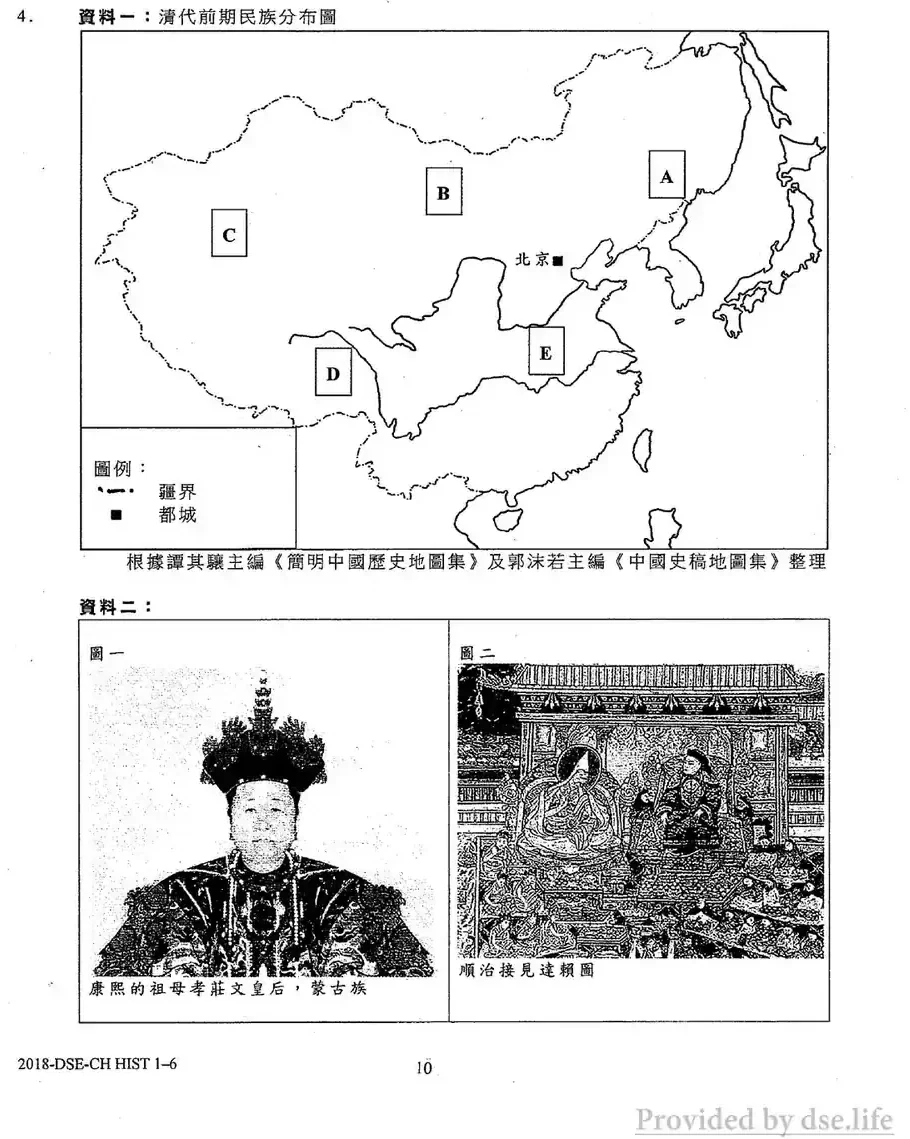 4. 資料一：清代前期民族分布圖
A
B
C
北京
E
D
圖例：
疆界
都城
根據譚其驤主編《簡明中國歷史地圖集》及郭沫若主編《中國史稿地圖集》整理
資料二：
圖一
圖二
康熙的祖母孝莊文皇后，蒙古族
順治接見達賴圖
2018-DSE-CH HIST 1–6
10
Provided by dse.life